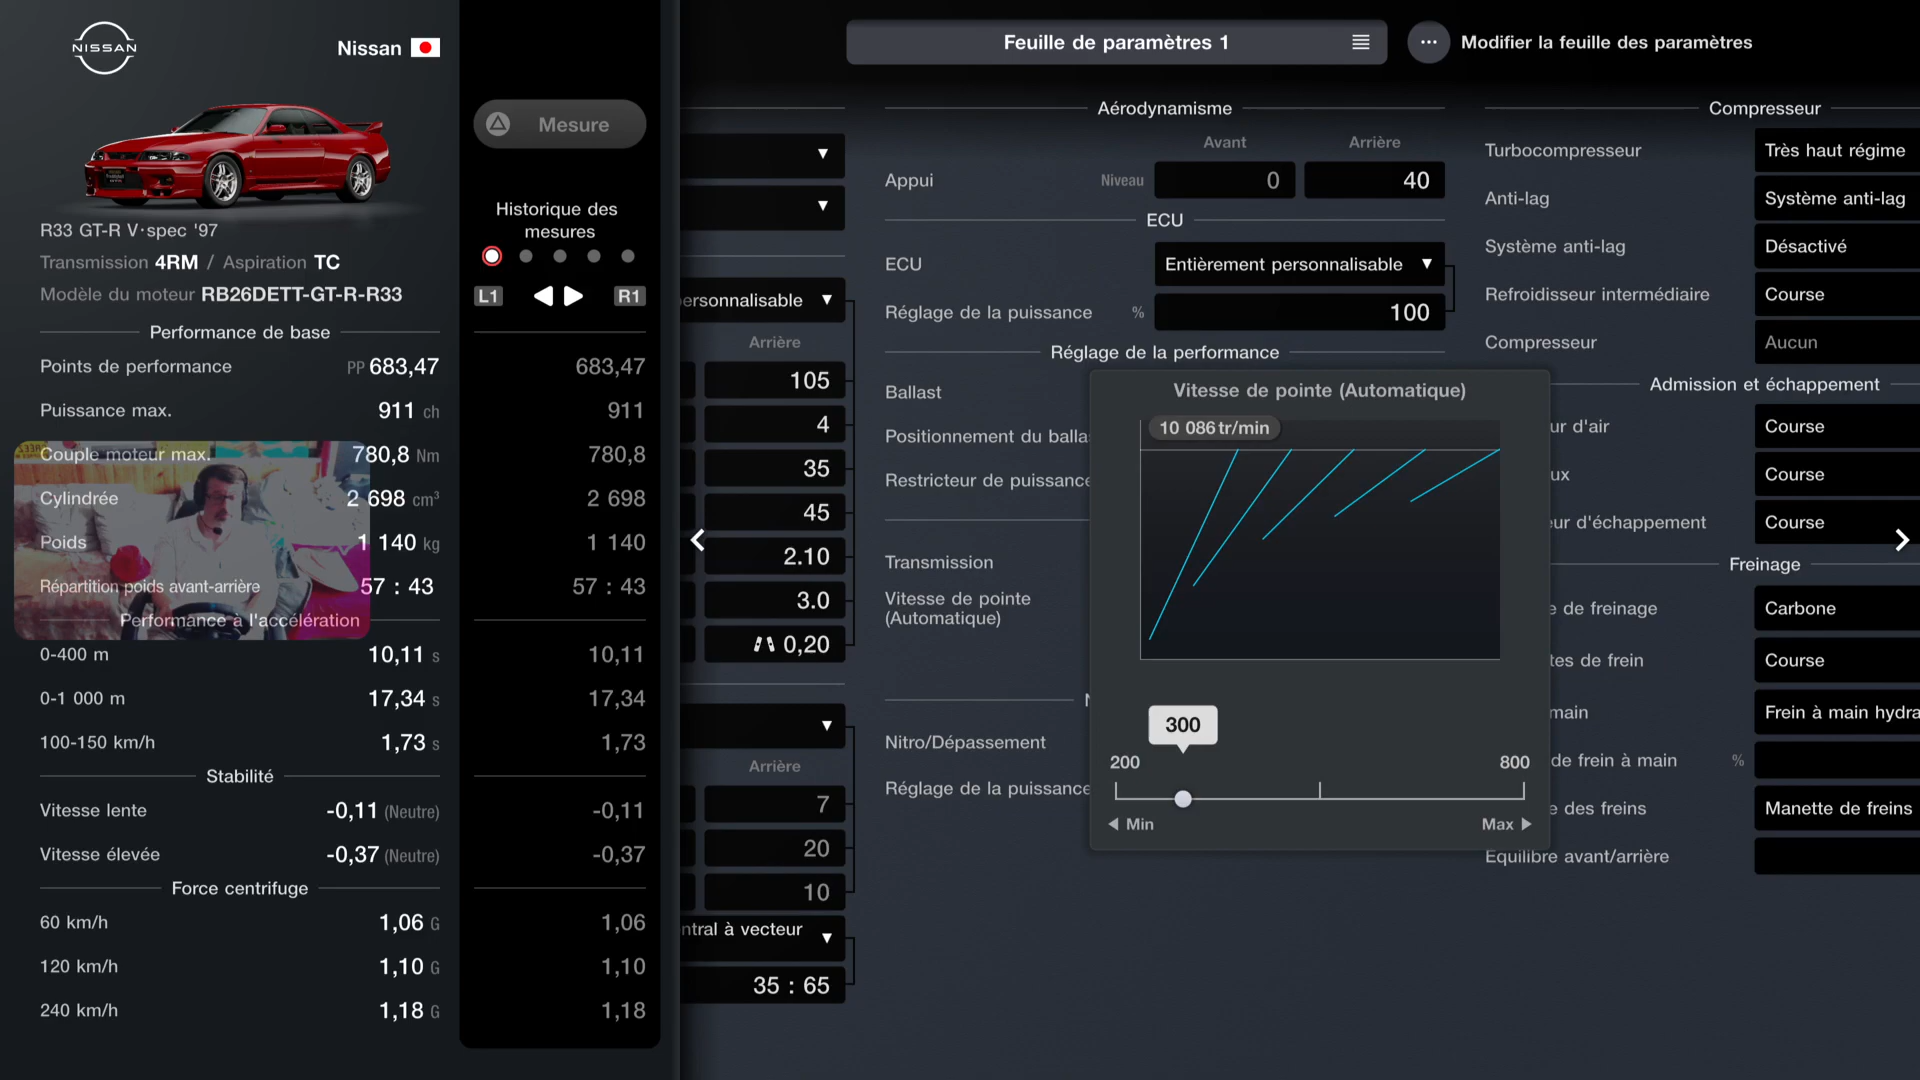 NISSAN
Nissan
R33 GT-R V·spec '97
Transmission 4RM / Aspiration TC
Modèle du moteur RB26DETT-GT-R-R33
Performance de base
Points de performance PP 683,47
Puissance max. 911 ch
Couple moteur max. 780,8 Nm
Cylindrée 2 698 cm³
Poids 1 140 kg
Répartition poids avant-arrière 57 : 43
Performance à l'accélération
0-400 m 10,11 s
0-1 000 m 17,34 s
100-150 km/h 1,73 s
Stabilité
Vitesse lente -0,11 (Neutre)
Vitesse élevée -0,37 (Neutre)
Force centrifuge
60 km/h 1,06 G
120 km/h 1,10 G
240 km/h 1,18 G
Mesure
Historique des
mesures
L1 R1
683,47
911
780,8
2 698
1 140
57 : 43
10,11
17,34
1,73
-0,11
-0,37
1,06
1,10
1,18
Feuille de paramètres 1
Modifier la feuille des paramètres
personnalisable
Arrière
105
4
35
45
2.10
3.0
0,20
Arrière
7
20
10
ntral à vecteur
35 : 65
Aérodynamisme
Avant Arrière
Appui Niveau 0 40
ECU
ECU Entièrement personnalisable
Réglage de la puissance % 100
Réglage de la performance
Ballast
Positionnement du balla
Restricteur de puissance
Transmission
Vitesse de pointe
(Automatique)
N
Nitro/Dépassement
Réglage de la puissance
Vitesse de pointe (Automatique)
10 086 tr/min
300
200 800
Min Max
Compresseur
Turbocompresseur Très haut régime
Anti-lag Système anti-lag
Système anti-lag Désactivé
Refroidisseur intermédiaire Course
Compresseur Aucun
Admission et échappement
ur d'air Course
ux Course
eur d'échappement Course
Freinage
e de freinage Carbone
tes de frein Course
main Frein à main hydra
de frein à main %
e des freins Manette de freins
Equilibre avant/arrière